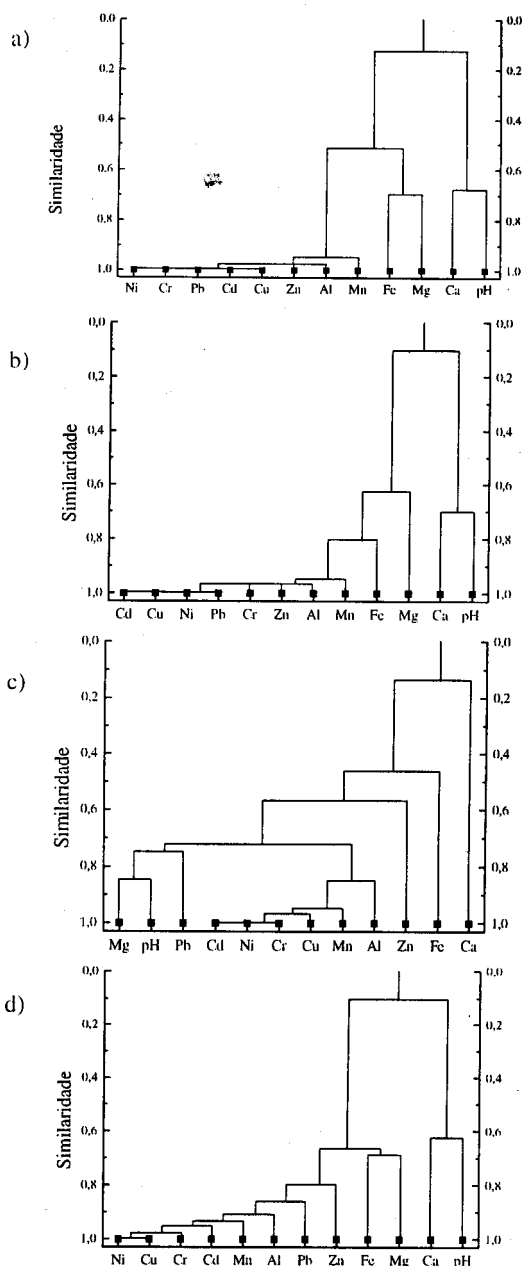 a)
Similaridade
0.0 0.0
0.2 0.2
0.4 0.4
0.6 0.6
0.8 0.8
1.0 1.0
Ni Cr Pb Cd Cu Zn Al Mn Fe Mg Ca pH
b)
Similaridade
0,0 0,0
0,2 0,2
0,4 0,4
0,6 0,6
0,8 0,8
1,0 1,0
Cd Cu Ni Pb Cr Zn Al Mn Fe Mg Ca pH
c)
Similaridade
0,0 0,0
0,2 0,2
0,4 0,4
0,6 0,6
0,8 0,8
1,0 1,0
Mg pH Pb Cd Ni Cr Cu Mn Al Zn Fe Ca
d)
Similaridade
0,0 0,0
0,2 0,2
0,4 0,4
0,6 0,6
0,8 0,8
1,0 1,0
Ni Cu Cr Cd Mn Al Pb Zn Fe Mg Ca pH